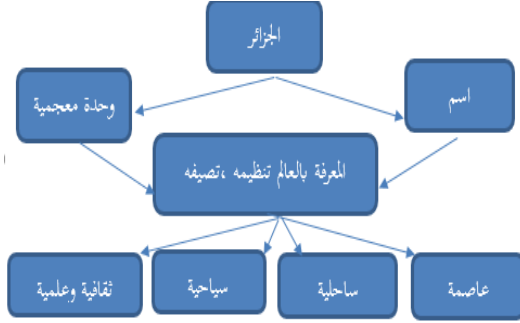 الجزائر
اسم
وحدة معجمية
المعرفة بالعالم تنظيمه ،تصيفه
عاصمة
ساحلية
سياحية
ثقافية وعلمية